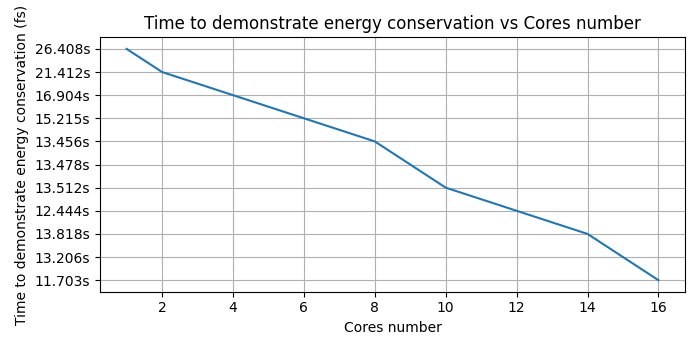 Time to demonstrate energy conservation vs Cores number
Time to demonstrate energy conservation (fs)
26.408s
21.412s
16.904s
15.215s
13.456s
13.478s
13.512s
12.444s
13.818s
13.206s
11.703s
2 4 6 8 10 12 14 16
Cores number